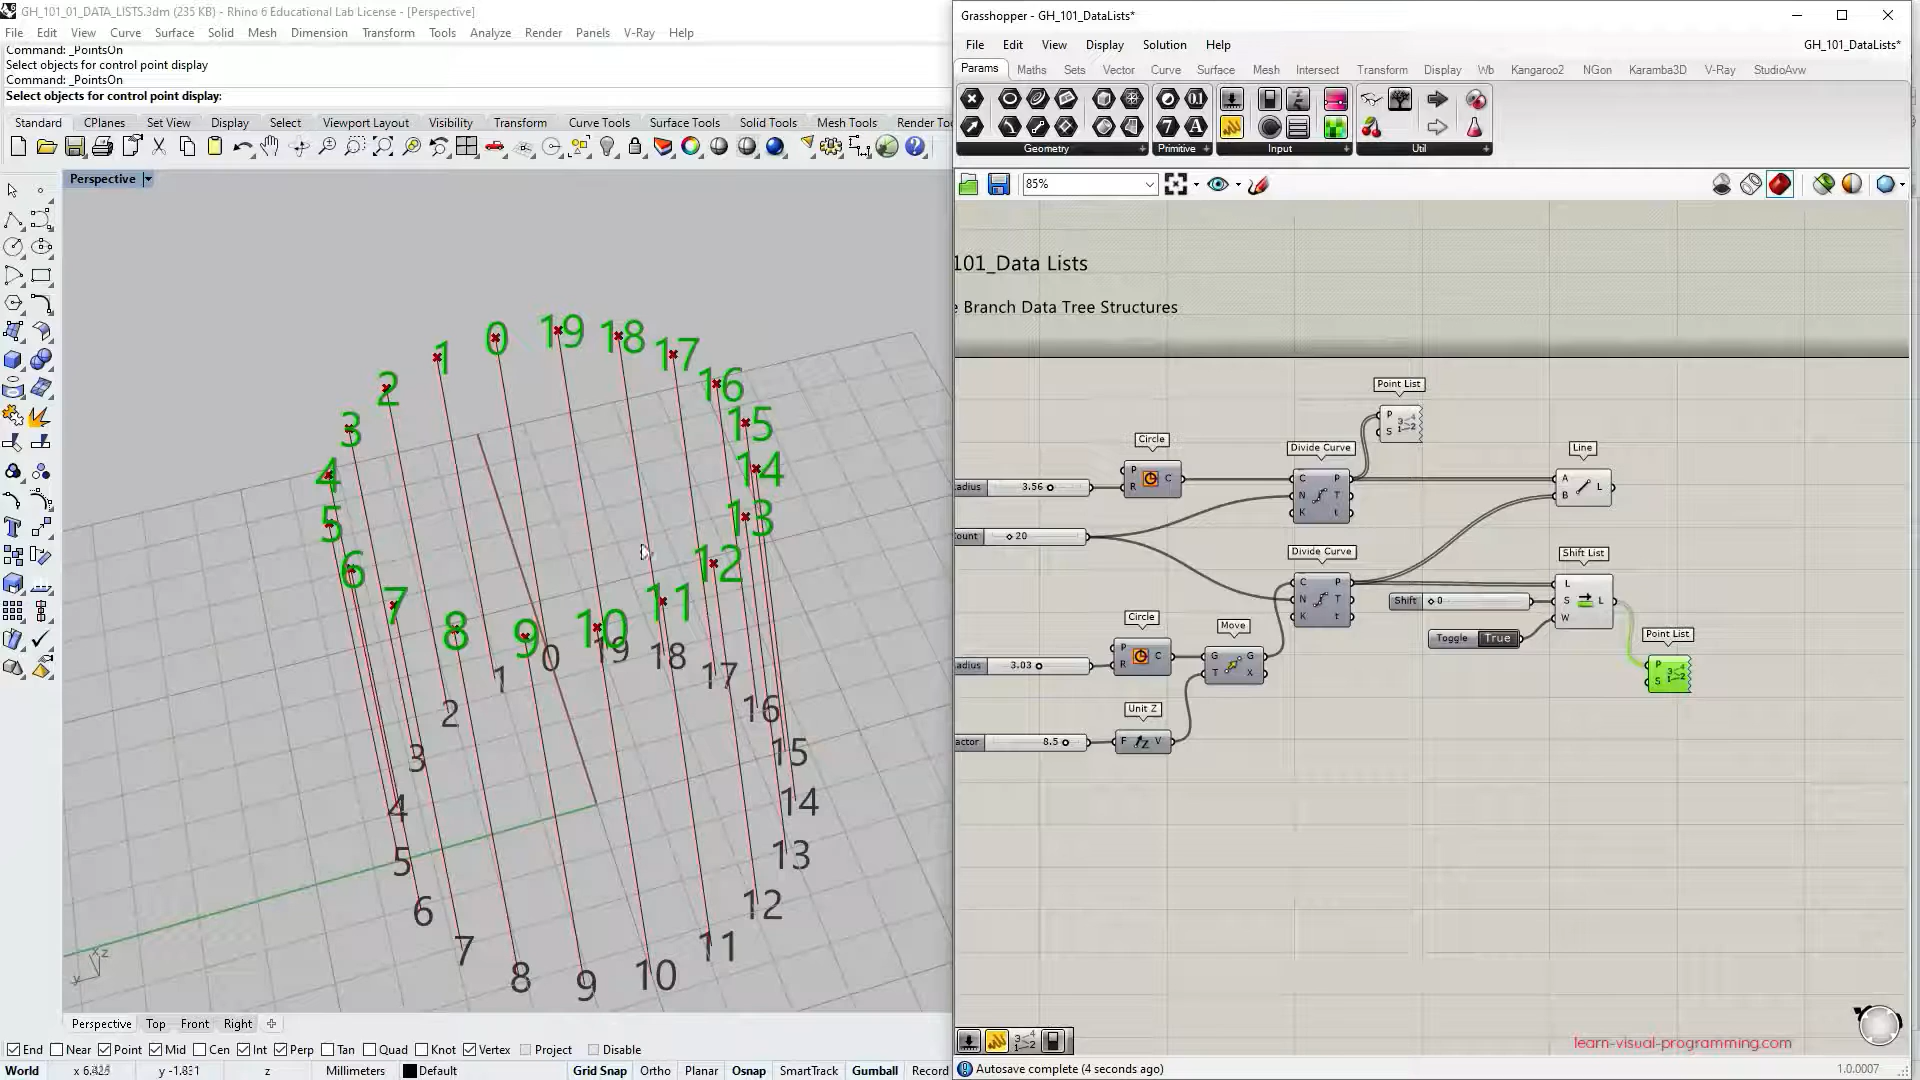 GH_101_01_DATA_LISTS.3dm (235 KB) - Rhino 6 Educational Lab License - [Perspective]
File Edit View Curve Surface Solid Mesh Dimension Transform Tools Analyze Render Panels V-Ray Help
Command: _PointsOn
Select objects for control point display
Command: _PointsOn
Select objects for control point display:
Standard CPlanes Set View Display Select Viewport Layout Visibility Transform Curve Tools Surface Tools Solid Tools Mesh Tools Render Too
Perspective
0 19 18 17 16 15 14 13 12 11 10 9 8 7 6 5 4 3 2 1
0 19 18 17 16 15 14 13 12 11 10 9 8 7 6 5 4 3 2 1
z
x
y
Perspective Top Front Right
End Near Point Mid Cen Int Perp Tan Quad Knot Vertex Project Disable
World x 6.425 y -1.831 z Millimeters Default Grid Snap Ortho Planar Osnap SmartTrack Gumball Record
Grasshopper - GH_101_DataLists*
File Edit View Display Solution Help GH_101_DataLists*
Params Maths Sets Vector Curve Surface Mesh Intersect Transform Display Wb Kangaroo2 NGon Karamba3D V-Ray StudioAvw
Geometry Primitive Input Util
85%
101_Data Lists
e Branch Data Tree Structures
Point List
P
S
Circle
P
R
C
Divide Curve
C
N
K
P
T
t
Line
A
B
L
adius 3.56
ount 20
Divide Curve
C
N
K
P
T
t
Shift List
L
S
W
L
Shift 0
Toggle True
Point List
P
S
Circle
P
R
C
Move
G
T
G
X
adius 3.03
Unit Z
F Z V
actor 8.5
learn-visual-programming.com
Autosave complete (4 seconds ago)
1.0.0007